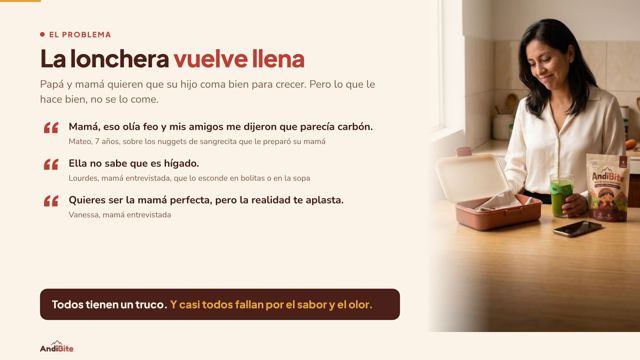 EL PROBLEMA
La lonchera vuelve llena
Papá y mamá quieren que su hijo coma bien para crecer. Pero lo que le
hace bien, no se lo come.
Mamá, eso olía feo y mis amigos me dijeron que parecía carbón.
Mateo, 7 años, sobre los nuggets de sangrecita que le preparó su mamá
Ella no sabe que es hígado.
Lourdes, mamá entrevistada, que lo esconde en bolitas o en la sopa
Quieres ser la mamá perfecta, pero la realidad te aplasta.
Vanessa, mamá entrevistada
Todos tienen un truco. Y casi todos fallan por el sabor y el olor.
AndiBite
AndiBite